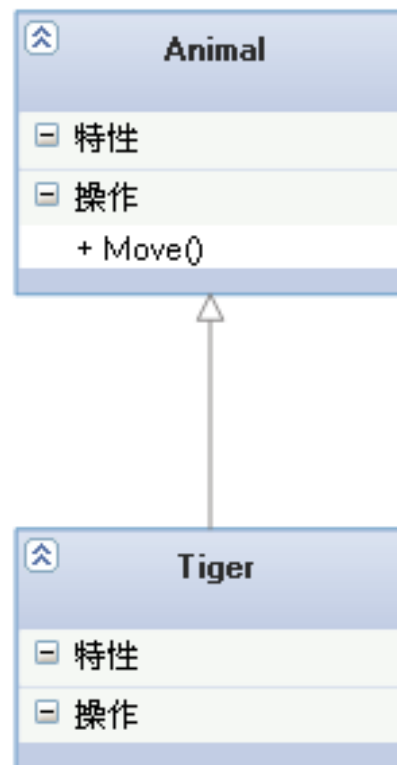 Animal
特性
操作
+ Move()
Tiger
特性
操作